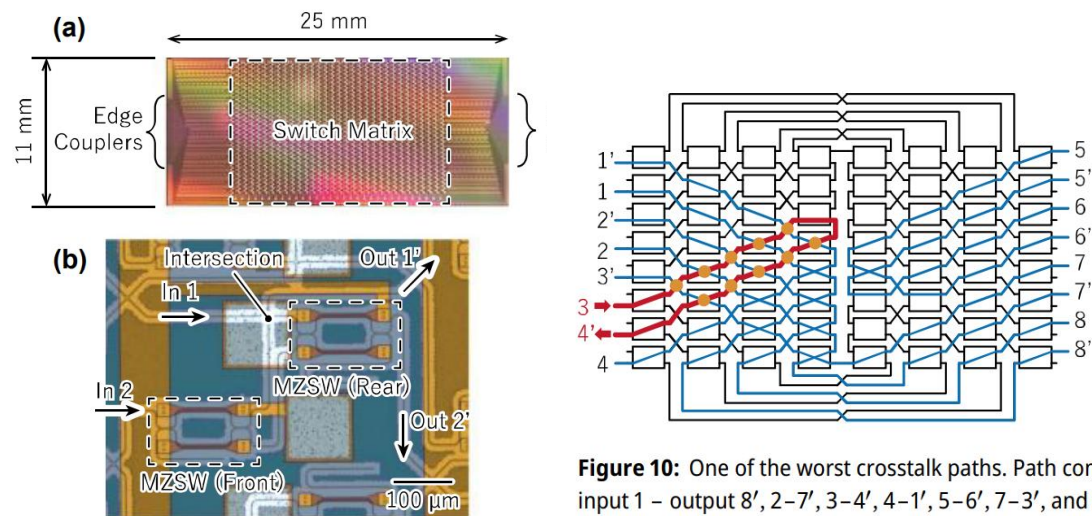 (a)
25 mm
11 mm
Edge
Couplers
Switch Matrix
(b)
Intersection
Out 1'
In 1
MZSW (Rear)
In 2
Out 2'
MZSW (Front)
100 μm
1'
1
2'
2
3'
3
4'
4
5
5'
6
6'
7
7'
8
8'
Figure 10: One of the worst crosstalk paths. Path con
input 1 – output 8′, 2–7′, 3–4′, 4–1′, 5–6′, 7–3′, and